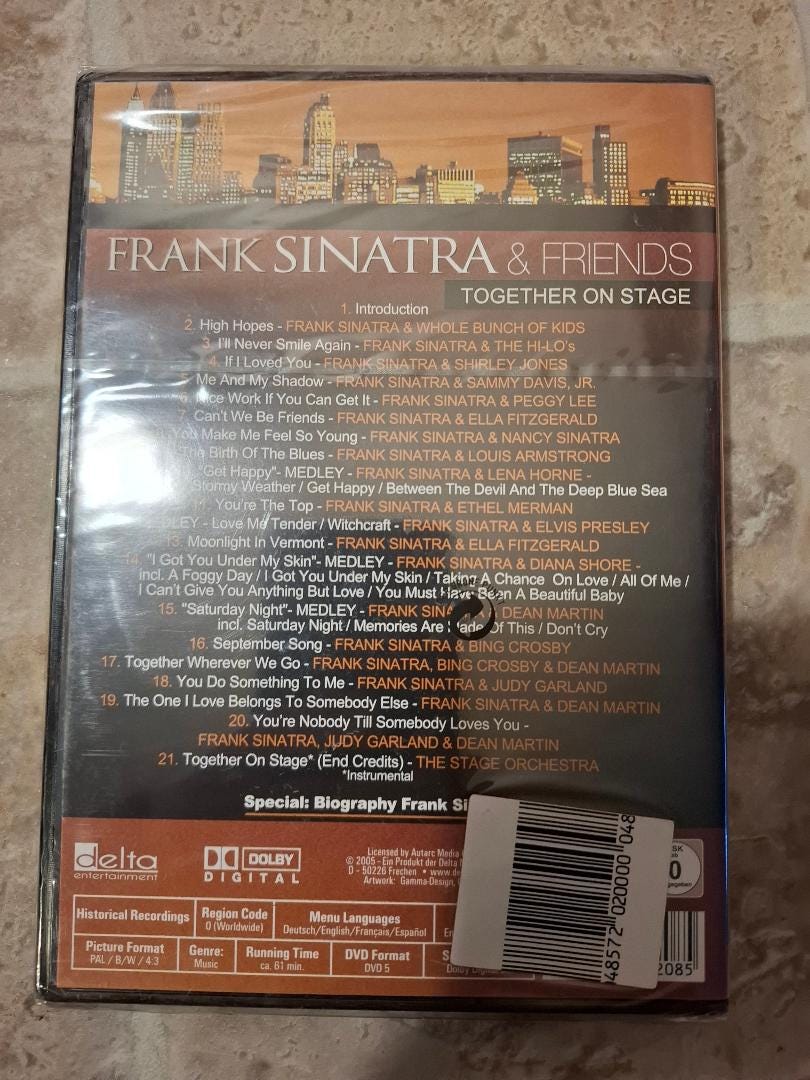 FRANK SINATRA & FRIENDS
TOGETHER ON STAGE
1. Introduction
2. High Hopes - FRANK SINATRA & WHOLE BUNCH OF KIDS
3. I'll Never Smile Again - FRANK SINATRA & THE HI-LO's
4. If I Loved You - FRANK SINATRA & SHIRLEY JONES
5. Me And My Shadow - FRANK SINATRA & SAMMY DAVIS, JR.
6. Nice Work If You Can Get It - FRANK SINATRA & PEGGY LEE
7. Can't We Be Friends - FRANK SINATRA & ELLA FITZGERALD
You Make Me Feel So Young - FRANK SINATRA & NANCY SINATRA
The Birth Of The Blues - FRANK SINATRA & LOUIS ARMSTRONG
"Get Happy"- MEDLEY - FRANK SINATRA & LENA HORNE -
Stormy Weather / Get Happy / Between The Devil And The Deep Blue Sea
11. You're The Top - FRANK SINATRA & ETHEL MERMAN
MEDLEY - Love Me Tender / Witchcraft - FRANK SINATRA & ELVIS PRESLEY
13. Moonlight In Vermont - FRANK SINATRA & ELLA FITZGERALD
14. "I Got You Under My Skin"- MEDLEY - FRANK SINATRA & DIANA SHORE -
incl. A Foggy Day / I Got You Under My Skin / Taking A Chance On Love / All Of Me /
I Can't Give You Anything But Love / You Must Have Been A Beautiful Baby
15. "Saturday Night"- MEDLEY - FRANK DEAN MARTIN
incl. Saturday Night / Memories Are Made Of This / Don't Cry
16. September Song - FRANK SINATRA & BING CROSBY
17. Together Wherever We Go - FRANK SINATRA, BING CROSBY & DEAN MARTIN
18. You Do Something To Me - FRANK SINATRA & JUDY GARLAND
19. The One I Love Belongs To Somebody Else - FRANK SINATRA & DEAN MARTIN
20. You're Nobody Till Somebody Loves You -
FRANK SINATRA, JUDY GARLAND & DEAN MARTIN
21. Together On Stage* (End Credits) - THE STAGE ORCHESTRA
*Instrumental
Special: Biography Frank
delta
entertainment
DOLBY
DIGITAL
Licensed by Autarc Media
© 2005 - Ein Produkt der Delta
D - 50226 Frechen • www.de
Artwork: Gamma-Design,
Historical Recordings
Region Code
0 (Worldwide)
Menu Languages
Deutsch/English/Français/Español
Picture Format
PAL / B/W / 4:3
Genre:
Music
Running Time
ca. 61 min.
DVD Format
DVD 5
Dolby Digital
48572 020000 048
2085